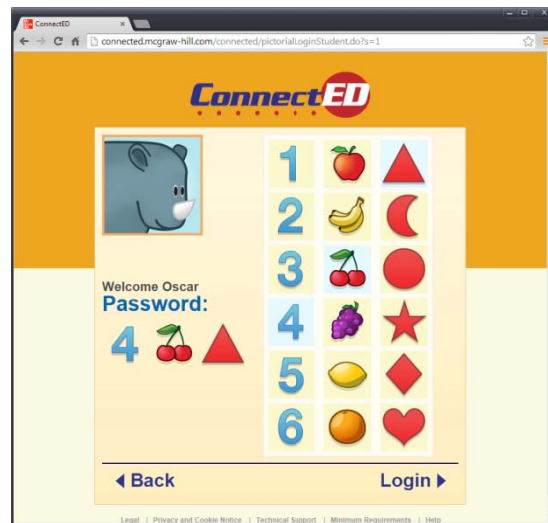 ConnectED
connected.mcgraw-hill.com/connected/pictorialLoginStudent.do?s=1
ConnectED
1
2
3
Welcome Oscar
Password:
4
4
5
6
Back
Login
Legal | Privacy and Cookie Notice | Technical Support | Minimum Requirements | Help